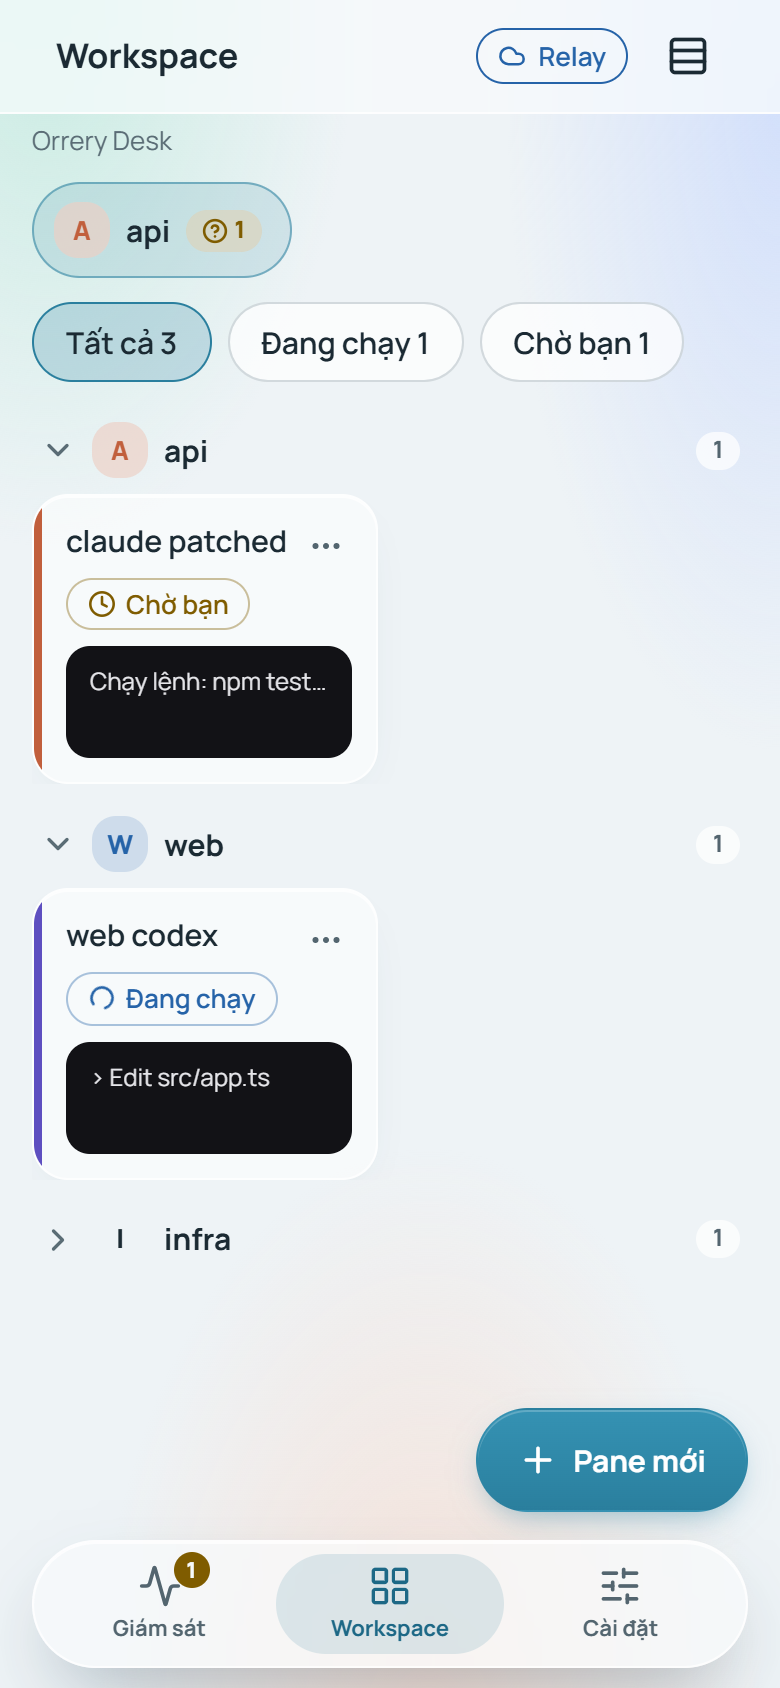 Workspace
Relay
Orrery Desk
A api 1
Tất cả 3
Đang chạy 1
Chờ bạn 1
A api 1
claude patched
Chờ bạn
Chạy lệnh: npm test...
W web 1
web codex
Đang chạy
› Edit src/app.ts
I infra 1
Pane mới
1
Giám sát
Workspace
Cài đặt